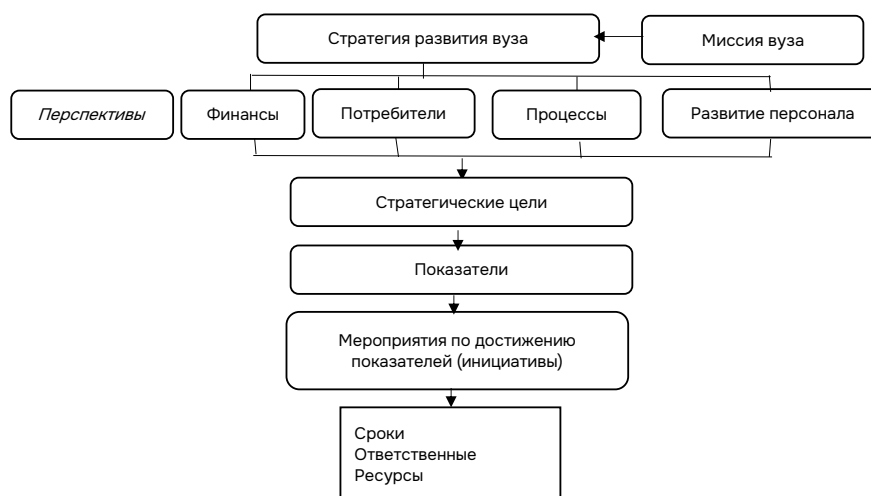 Стратегия развития вуза
Миссия вуза
Перспективы
Финансы
Потребители
Процессы
Развитие персонала
Стратегические цели
Показатели
Мероприятия по достижению
показателей (инициативы)
Сроки
Ответственные
Ресурсы